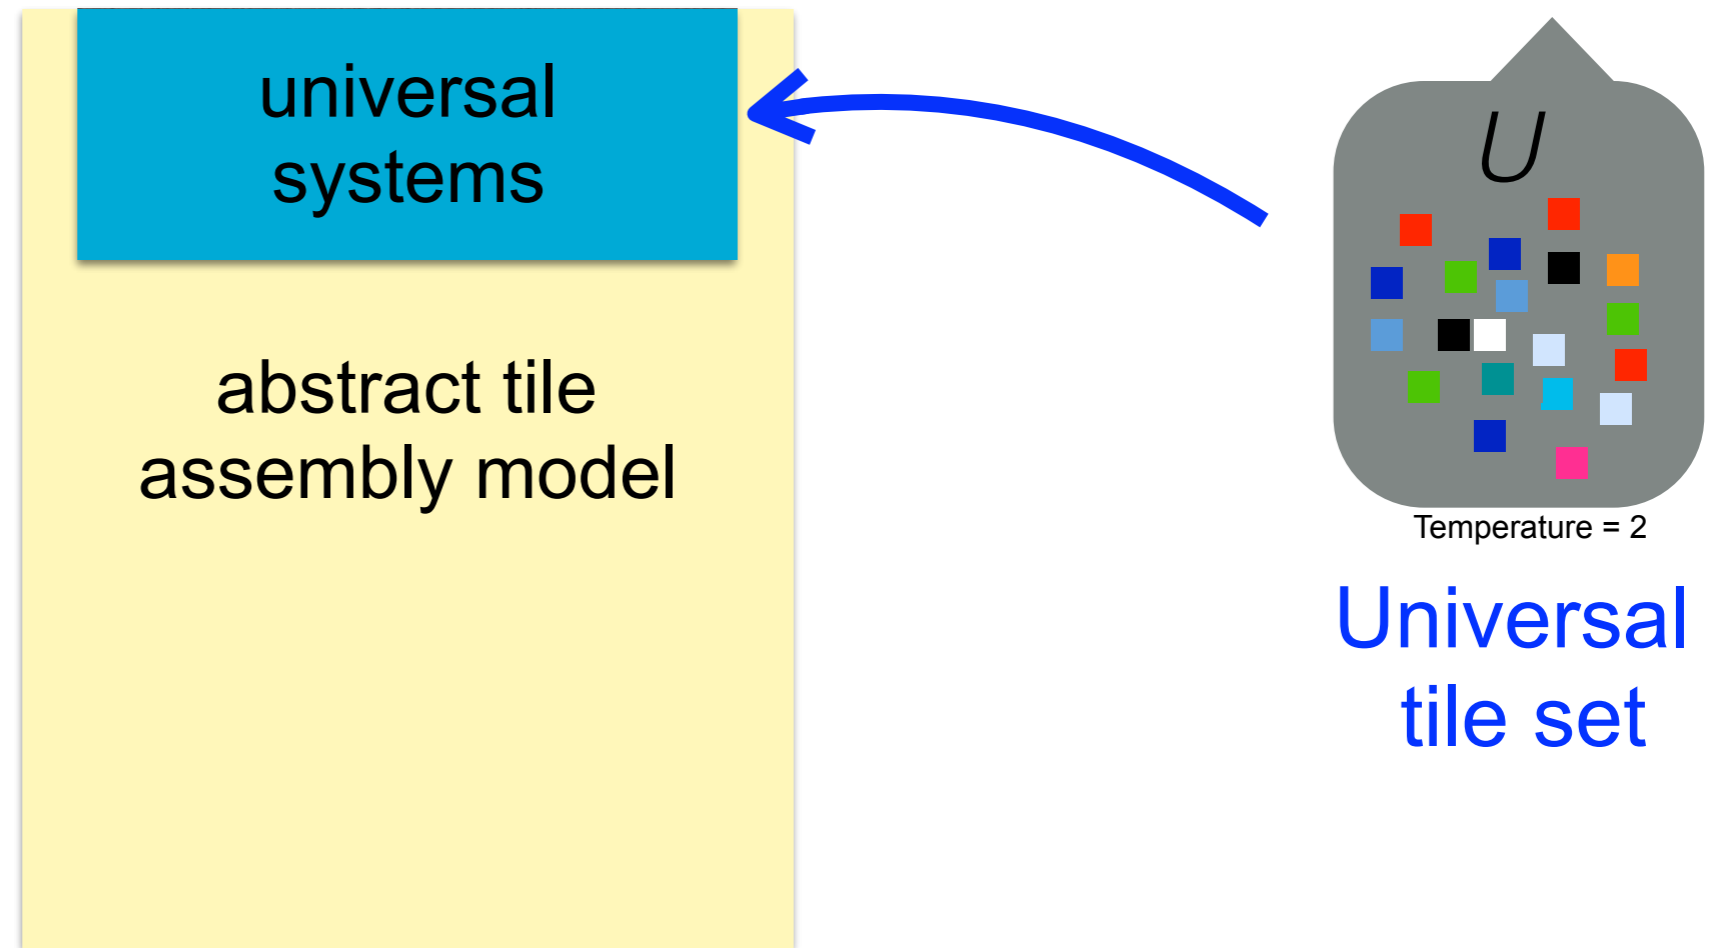 universal
systems
abstract tile
assembly model
U
Temperature = 2
Universal
tile set